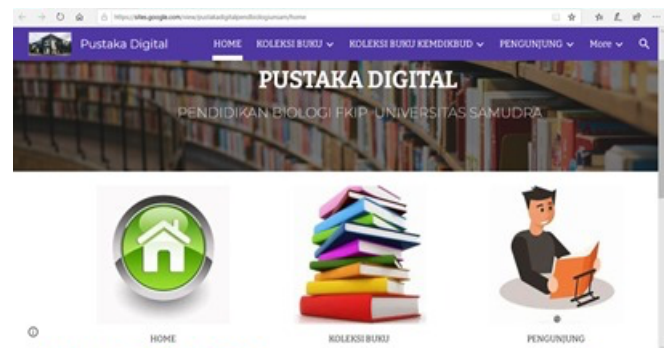 https://sites.google.com/view/pustakadigitalpendbiologiunsam/home
Pustaka Digital HOME KOLEKSI BUKU KOLEKSI BUKU KEMDIKBUD PENGUNJUNG More
PUSTAKA DIGITAL
PENDIDIKAN BIOLOGI FKIP UNIVERSITAS SAMUDRA
HOME KOLEKSI BUKU PENGUNJUNG